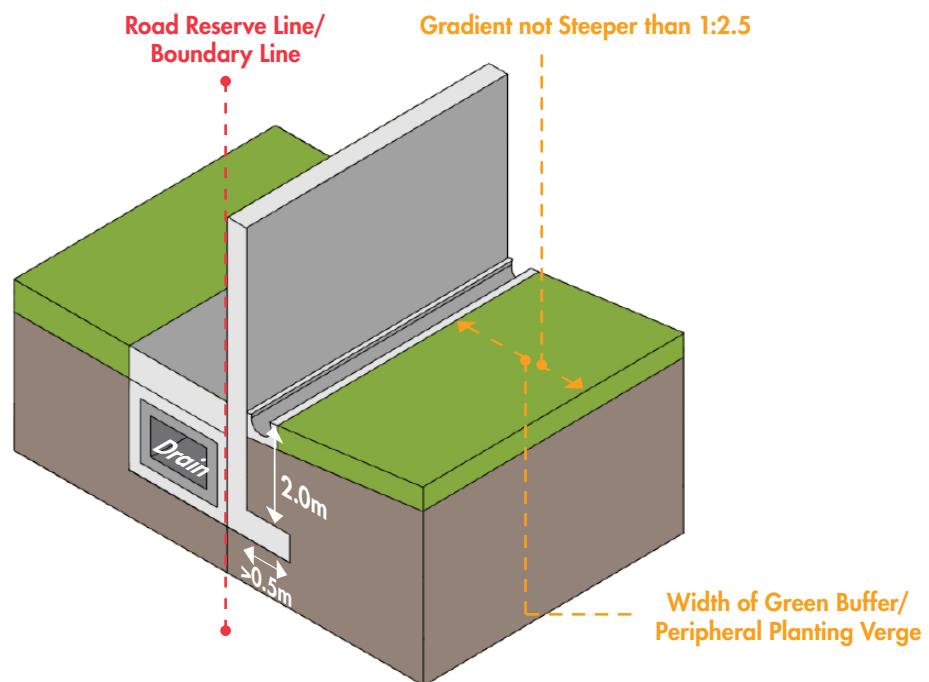 Road Reserve Line/
Boundary Line
Gradient not Steeper than 1:2.5
Drain
2.0m
>0.5m
Width of Green Buffer/
Peripheral Planting Verge